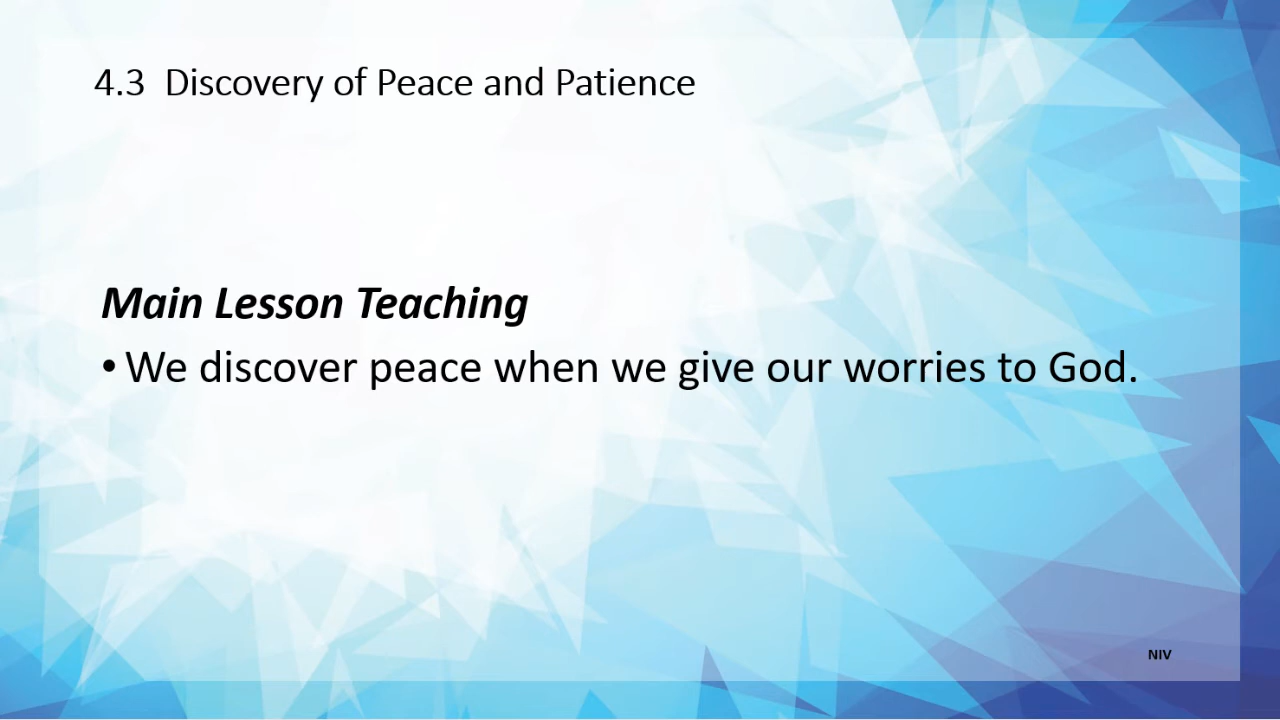 4.3 Discovery of Peace and Patience
Main Lesson Teaching
• We discover peace when we give our worries to God.
NIV